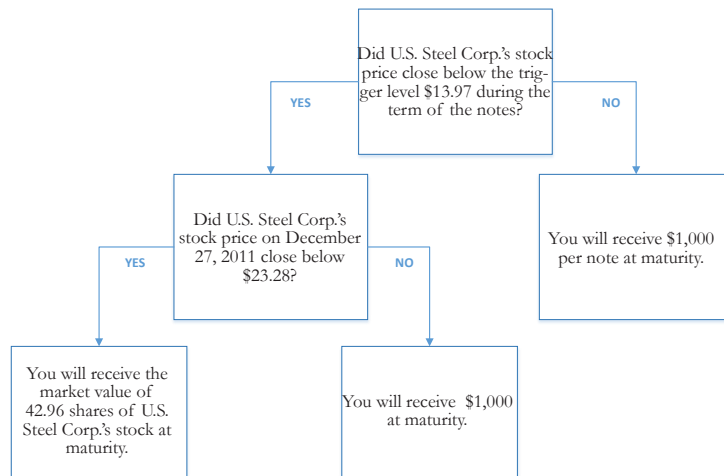 Did U.S. Steel Corp.'s stock
price close below the trig-
ger level $13.97 during the
term of the notes?
YES
NO
Did U.S. Steel Corp.'s
stock price on December
27, 2011 close below
$23.28?
You will receive $1,000
per note at maturity.
YES
NO
You will receive the
market value of
42.96 shares of U.S.
Steel Corp.'s stock at
maturity.
You will receive $1,000
at maturity.